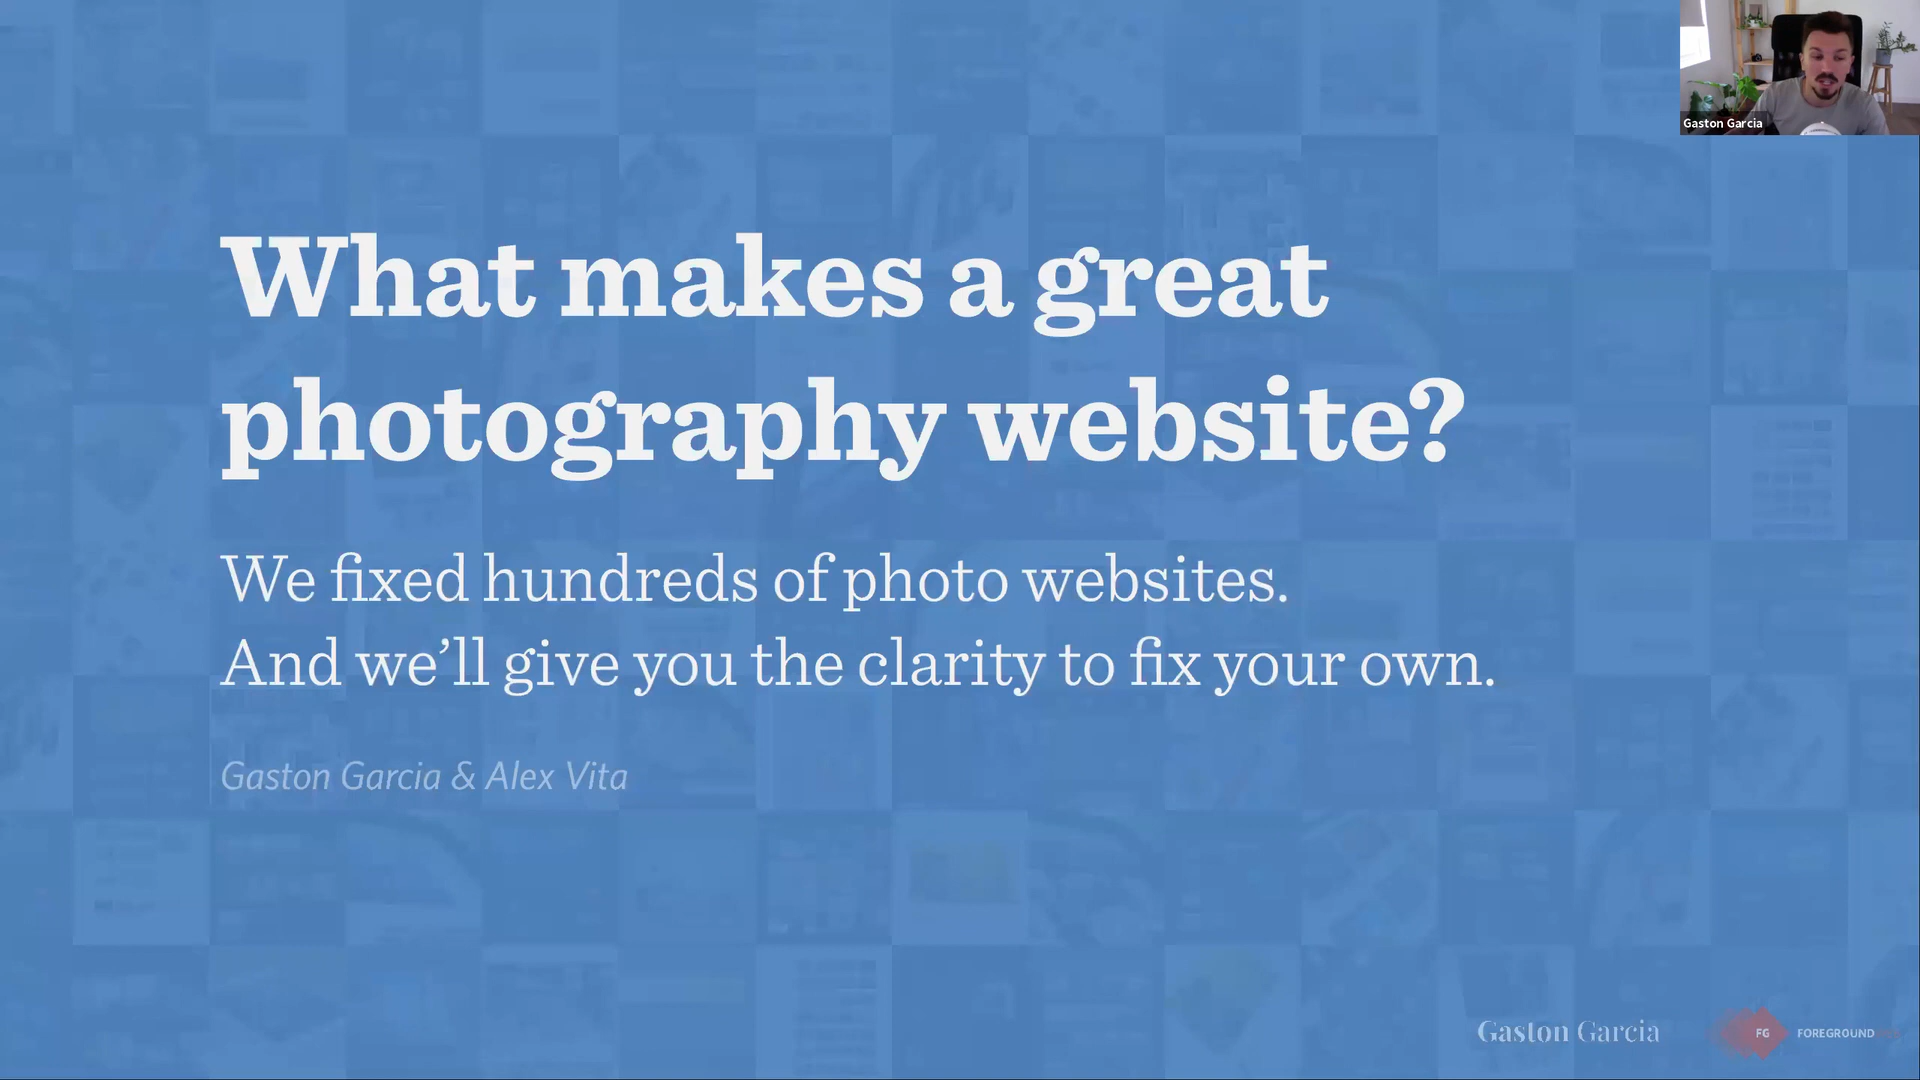 Gaston Garcia
What makes a great
photography website?
We fixed hundreds of photo websites.
And we’ll give you the clarity to fix your own.
Gaston Garcia & Alex Vita
Gaston Garcia
FG
FOREGROUND